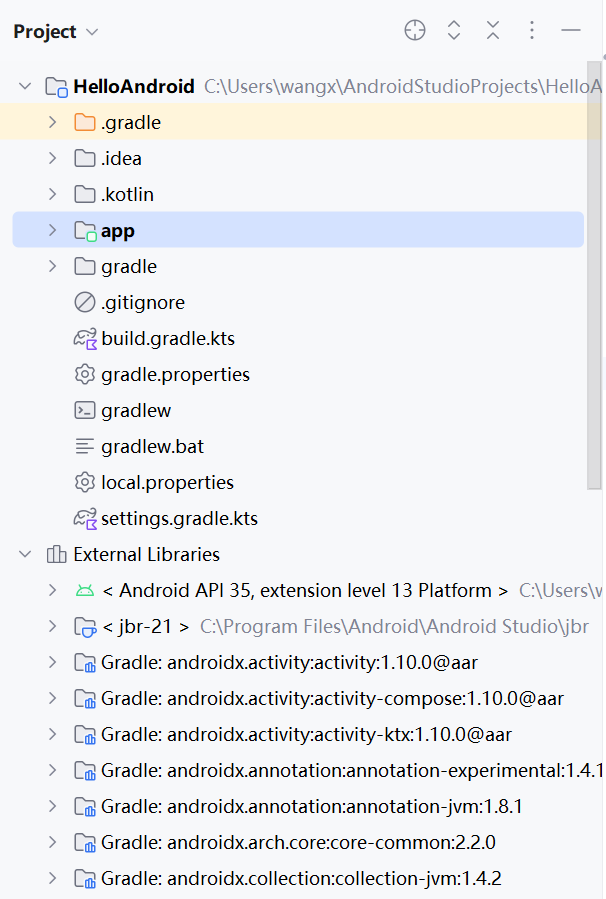 Project
HelloAndroid C:\Users\wangx\AndroidStudioProjects\HelloA
.gradle
.idea
.kotlin
app
gradle
.gitignore
build.gradle.kts
gradle.properties
gradlew
gradlew.bat
local.properties
settings.gradle.kts
External Libraries
< Android API 35, extension level 13 Platform > C:\Users\w
< jbr-21 > C:\Program Files\Android\Android Studio\jbr
Gradle: androidx.activity:activity:1.10.0@aar
Gradle: androidx.activity:activity-compose:1.10.0@aar
Gradle: androidx.activity:activity-ktx:1.10.0@aar
Gradle: androidx.annotation:annotation-experimental:1.4.1
Gradle: androidx.annotation:annotation-jvm:1.8.1
Gradle: androidx.arch.core:core-common:2.2.0
Gradle: androidx.collection:collection-jvm:1.4.2